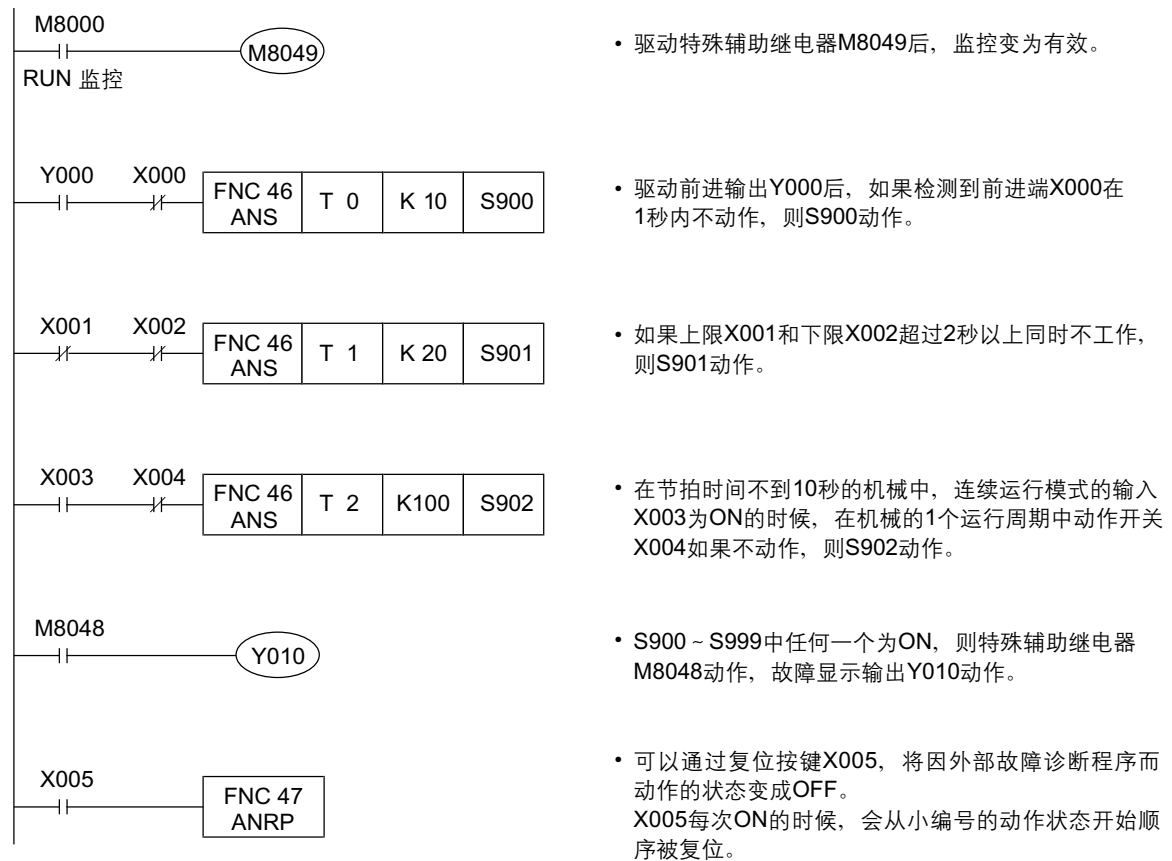 M8000
M8049
RUN 监控
• 驱动特殊辅助继电器M8049后，监控变为有效。
Y000 X000
FNC 46
ANS
T 0
K 10
S900
• 驱动前进输出Y000后，如果检测到前进端X000在
1秒内不动作，则S900动作。
X001 X002
FNC 46
ANS
T 1
K 20
S901
• 如果上限X001和下限X002超过2秒以上同时不工作，
则S901动作。
X003 X004
FNC 46
ANS
T 2
K100
S902
• 在节拍时间不到10秒的机械中，连续运行模式的输入
X003为ON的时候，在机械的1个运行周期中动作开关
X004如果不动作，则S902动作。
M8048
Y010
• S900～S999中任何一个为ON，则特殊辅助继电器
M8048动作，故障显示输出Y010动作。
X005
FNC 47
ANRP
• 可以通过复位按键X005，将因外部故障诊断程序而
动作的状态变成OFF。
X005每次ON的时候，会从小编号的动作状态开始顺
序被复位。